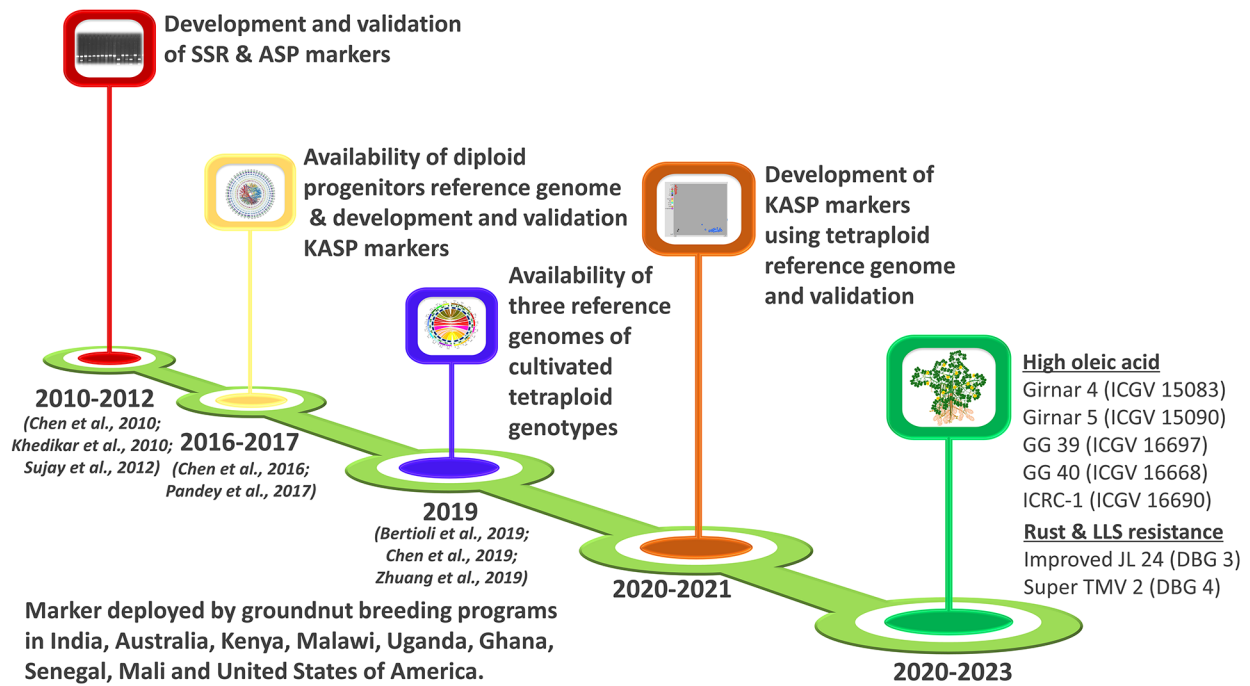 Development and validation
of SSR & ASP markers
Availability of diploid
progenitors reference genome
& development and validation
KASP markers
Availability of
three reference
genomes of
cultivated
tetraploid
genotypes
Development of
KASP markers
using tetraploid
reference genome
and validation
High oleic acid
Girnar 4 (ICGV 15083)
Girnar 5 (ICGV 15090)
GG 39 (ICGV 16697)
GG 40 (ICGV 16668)
ICRC-1 (ICGV 16690)
Rust & LLS resistance
Improved JL 24 (DBG 3)
Super TMV 2 (DBG 4)
2010-2012
(Chen et al., 2010;
Khedikar et al., 2010;
Sujay et al., 2012)
2016-2017
(Chen et al., 2016;
Pandey et al., 2017)
2019
(Bertioli et al., 2019;
Chen et al., 2019;
Zhuang et al., 2019)
2020-2021
2020-2023
Marker deployed by groundnut breeding programs
in India, Australia, Kenya, Malawi, Uganda, Ghana,
Senegal, Mali and United States of America.